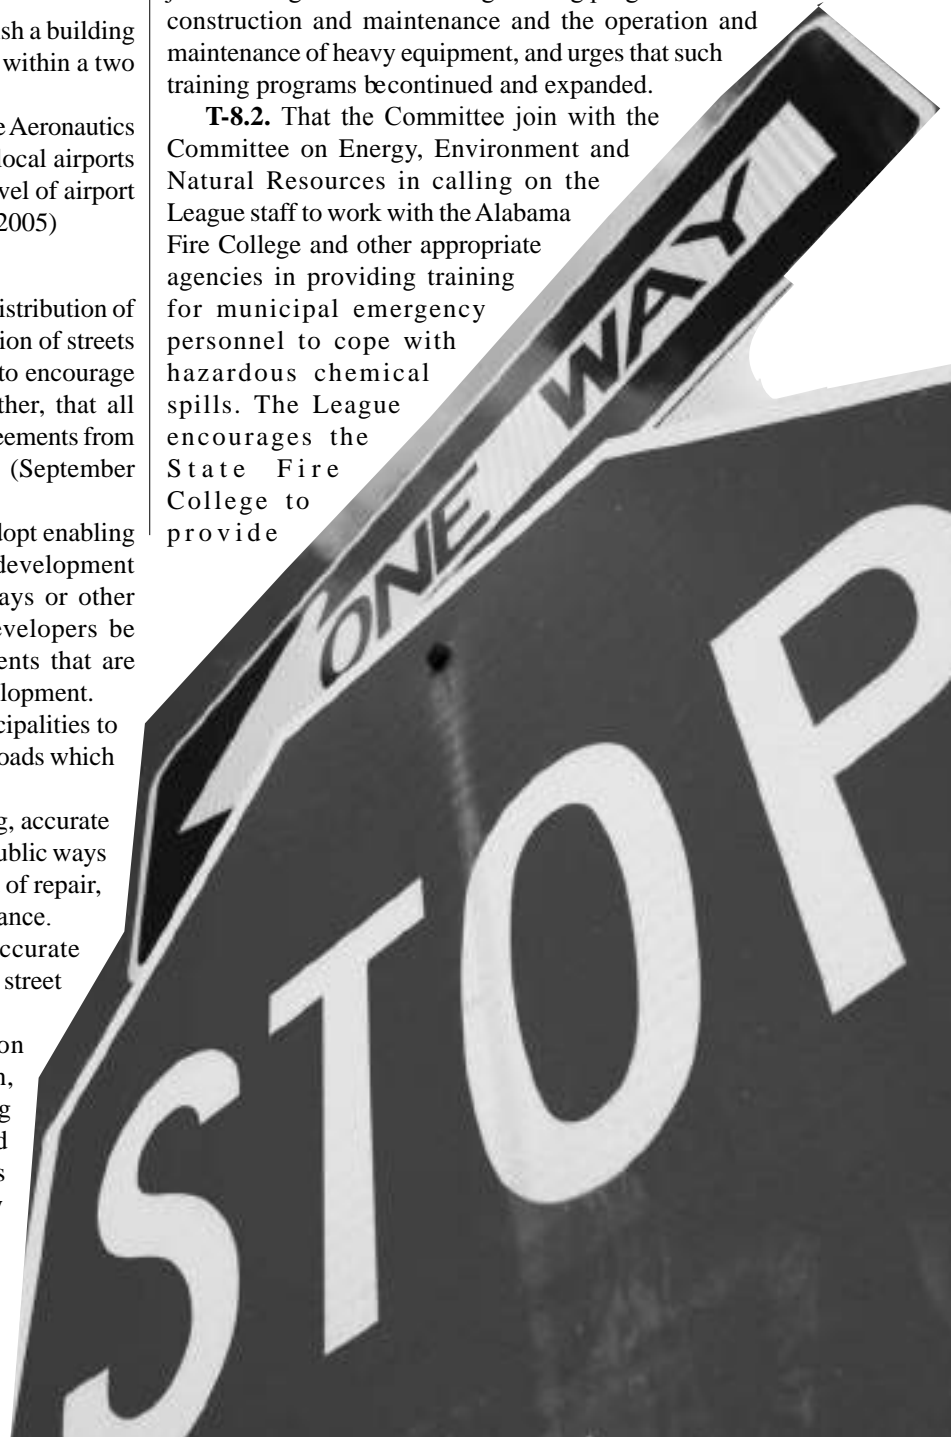 sh a building
within a two
e Aeronautics
local airports
vel of airport
2005)
istribution of
ion of streets
to encourage
ther, that all
eements from
(September
dopt enabling
development
ays or other
evelopers be
ents that are
lopment.
cipalities to
oads which
g, accurate
ublic ways
of repair,
ance.
ccurate
street
on
n,
g
d
s
construction and maintenance and the operation and
maintenance of heavy equipment, and urges that such
training programs becontinued and expanded.
T-8.2. That the Committee join with the
Committee on Energy, Environment and
Natural Resources in calling on the
League staff to work with the Alabama
Fire College and other appropriate
agencies in providing training
for municipal emergency
personnel to cope with
hazardous chemical
spills. The League
encourages the
State Fire
College to
provide
ONE WAY
STOP